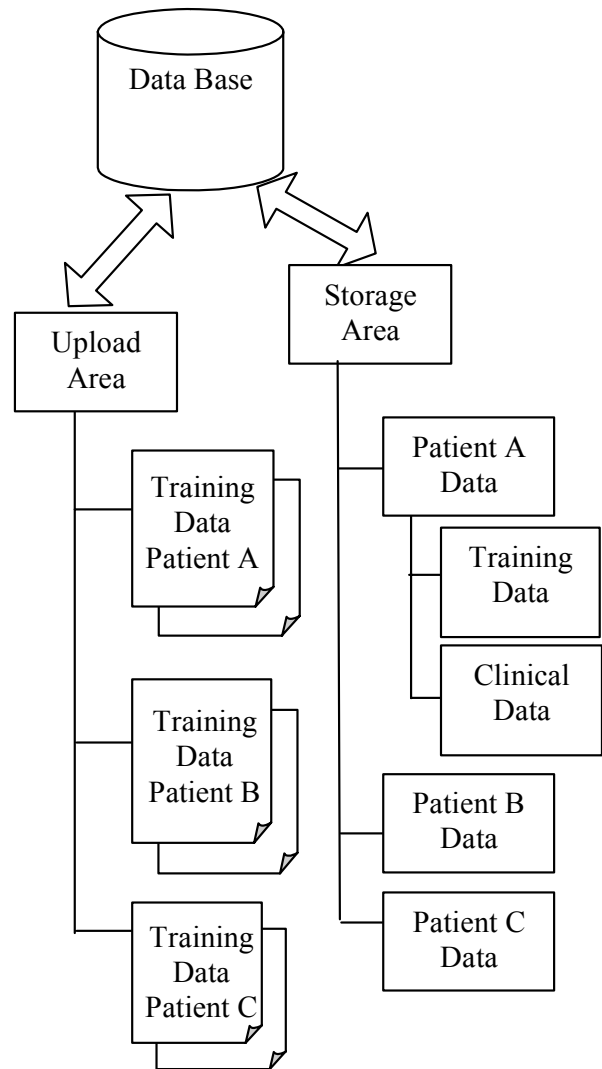 Data Base
Upload
Area
Training
Data
Patient A
Training
Data
Patient B
Training
Data
Patient C
Storage
Area
Patient A
Data
Training
Data
Clinical
Data
Patient B
Data
Patient C
Data